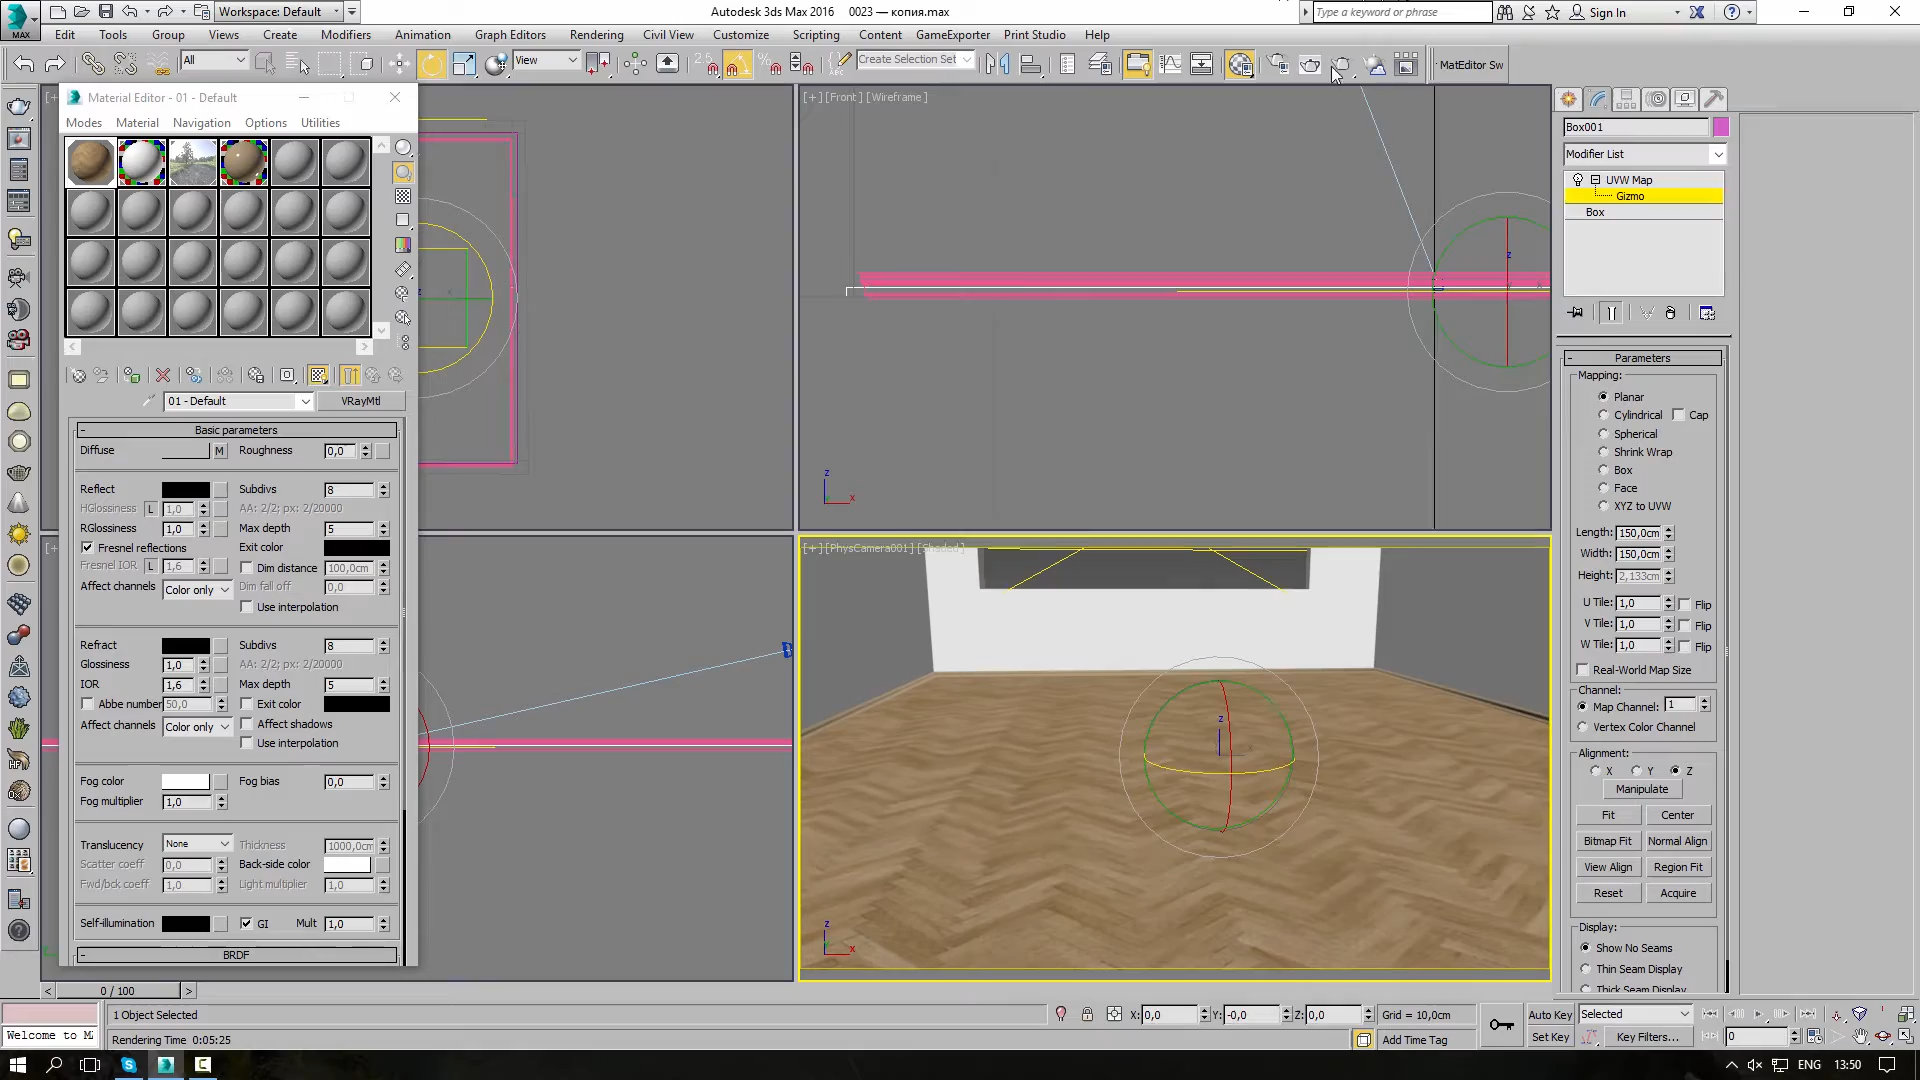 MAX
Workspace: Default
Autodesk 3ds Max 2016 0023 — копия.max
Type a keyword or phrase
Sign In
Edit Tools Group Views Create Modifiers Animation Graph Editors Rendering Civil View Customize Scripting Content GameExporter Print Studio Help
All
View
2.5
Create Selection Set
MatEditor Sw
Material Editor - 01 - Default
Modes Material Navigation Options Utilities
01 - Default
VRayMtl
Basic parameters
Diffuse M Roughness 0,0
Reflect Subdivs 8
HGlossiness L 1,0 AA: 2/2; px: 2/20000
RGlossiness 1,0 Max depth 5
Fresnel reflections Exit color
Fresnel IOR L 1,6 Dim distance 100,0cm
Affect channels Color only Dim fall off 0,0
Use interpolation
Refract Subdivs 8
Glossiness 1,0 AA: 2/2; px: 2/20000
IOR 1,6 Max depth 5
Abbe number 50,0 Exit color
Affect channels Color only Affect shadows
Use interpolation
Fog color Fog bias 0,0
Fog multiplier 1,0
Translucency None Thickness 1000,0cm
Scatter coeff 0,0 Back-side color
Fwd/bck coeff 1,0 Light multiplier 1,0
Self-illumination GI Mult 1,0
BRDF
[+][Front][Wireframe]
z
z
x
[+][PhysCamera001][Shaded]
z
z
x
Box001
Modifier List
UVW Map
Gizmo
Box
Parameters
Mapping:
Planar
Cylindrical Cap
Spherical
Shrink Wrap
Box
Face
XYZ to UVW
Length: 150,0cm
Width: 150,0cm
Height: 2,133cm
U Tile: 1,0 Flip
V Tile: 1,0 Flip
W Tile: 1,0 Flip
Real-World Map Size
Channel:
Map Channel: 1
Vertex Color Channel
Alignment:
X Y Z
Manipulate
Fit Center
Bitmap Fit Normal Align
View Align Region Fit
Reset Acquire
Display:
Show No Seams
Thin Seam Display
Thick Seam Display
0 / 100
1 Object Selected
X: 0,0 Y: -0,0 Z: 0,0 Grid = 10,0cm
Auto Key Selected
Welcome to M
Rendering Time 0:05:25
Add Time Tag
Set Key Key Filters...
0
ENG 13:50